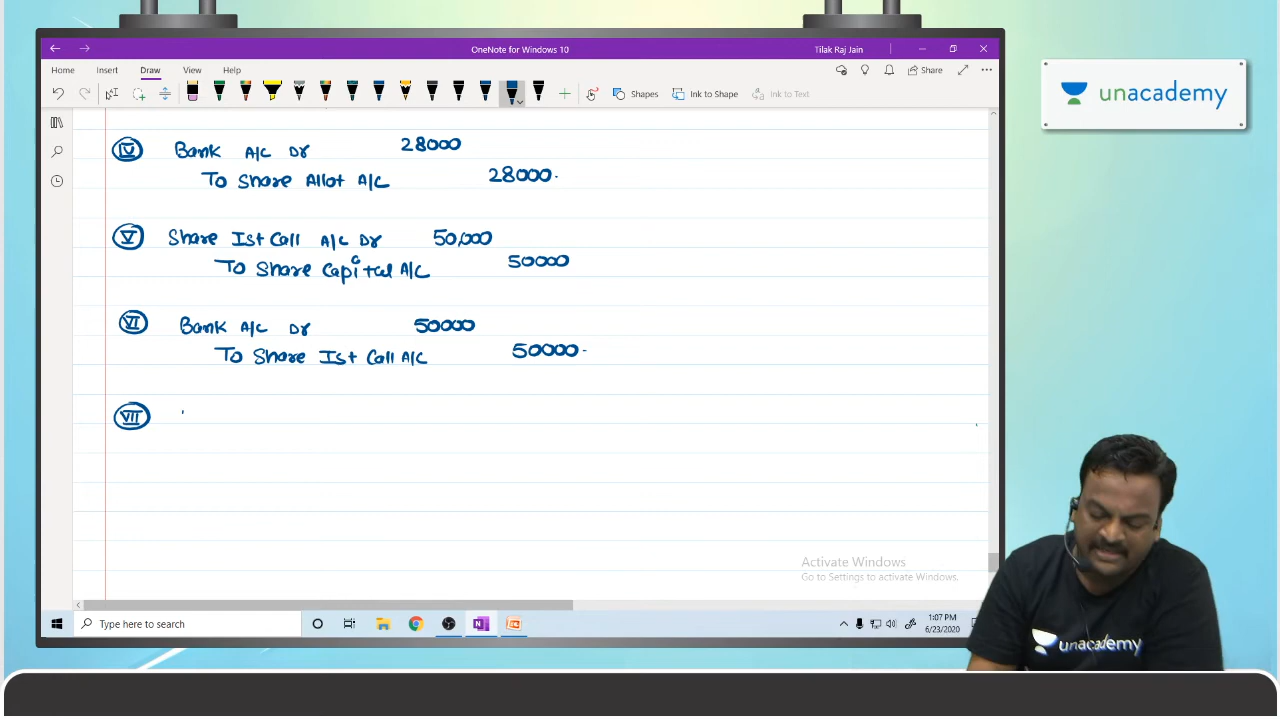 OneNote for Windows 10
Tilak Raj Jain
Home Insert Draw View Help
Share
Shapes
Ink to Shape
Ink to Text
unacademy
IV Bank A/C Dr 28000
To Share Allot A/C 28000
V Share Ist Call A/C Dr 50,000
To Share Capital A/C 50000
VI Bank A/C Dr 50000
To Share Ist Call A/C 50000
VII
Activate Windows
Go to Settings to activate Windows.
Type here to search
1:07 PM
6/23/2020
unacademy